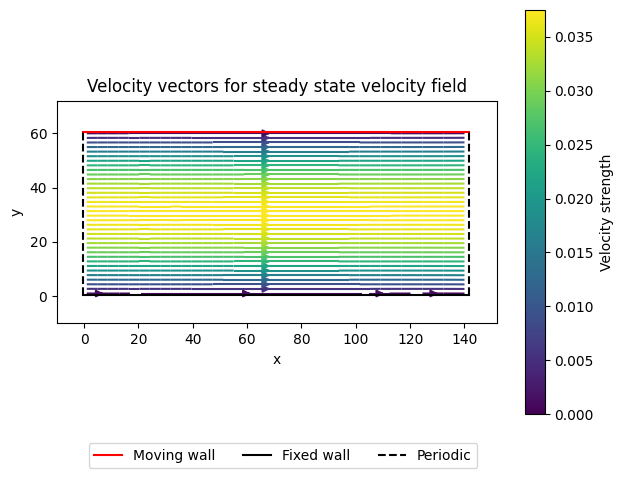 Velocity vectors for steady state velocity field
60
40
20
0
y
0 20 40 60 80 100 120 140
x
0.035
0.030
0.025
0.020
0.015
0.010
0.005
0.000
Velocity strength
Moving wall Fixed wall Periodic